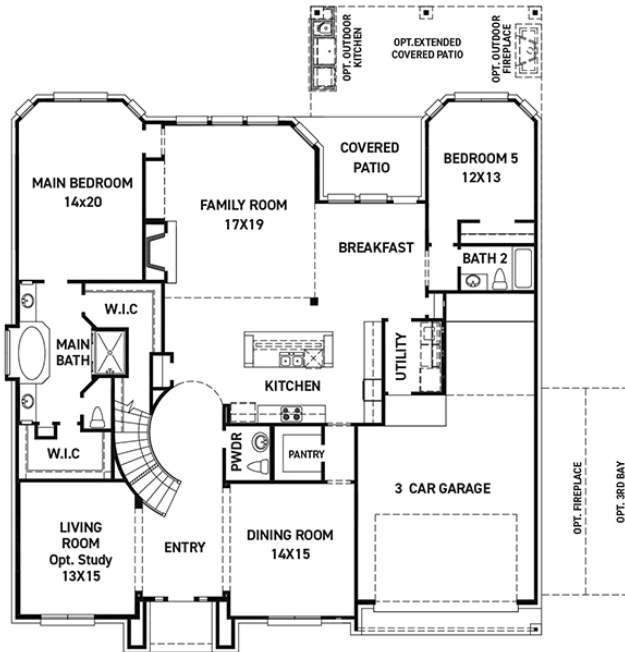 OPT. OUTDOOR
KITCHEN
OPT.EXTENDED
COVERED PATIO
OPT. OUTDOOR
FIREPLACE
COVERED
PATIO
BEDROOM 5
12X13
MAIN BEDROOM
14x20
FAMILY ROOM
17X19
BREAKFAST
BATH 2
W.I.C
MAIN
BATH
UTILITY
KITCHEN
W.I.C
PWDR
PANTRY
3 CAR GARAGE
OPT. FIREPLACE
OPT. 3RD BAY
LIVING
ROOM
Opt. Study
13X15
ENTRY
DINING ROOM
14X15